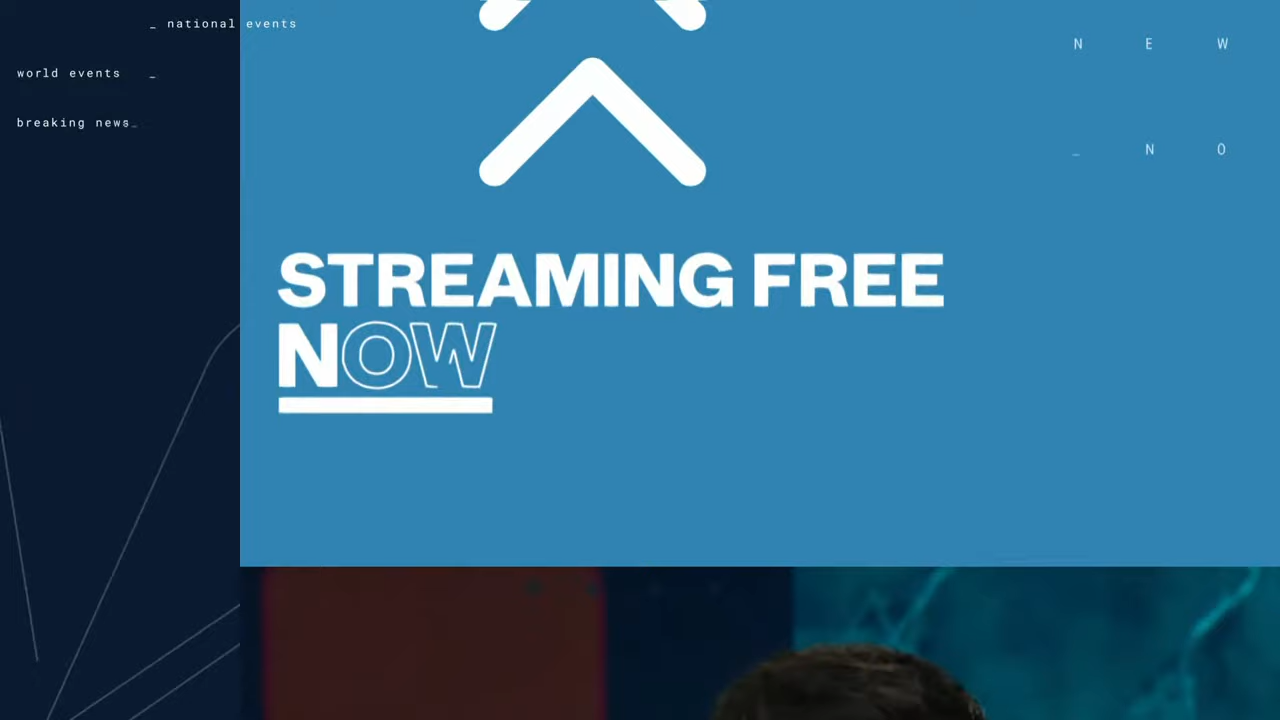 _ national events
world events _
breaking news_
N E W
_ N O
STREAMING FREE
NOW